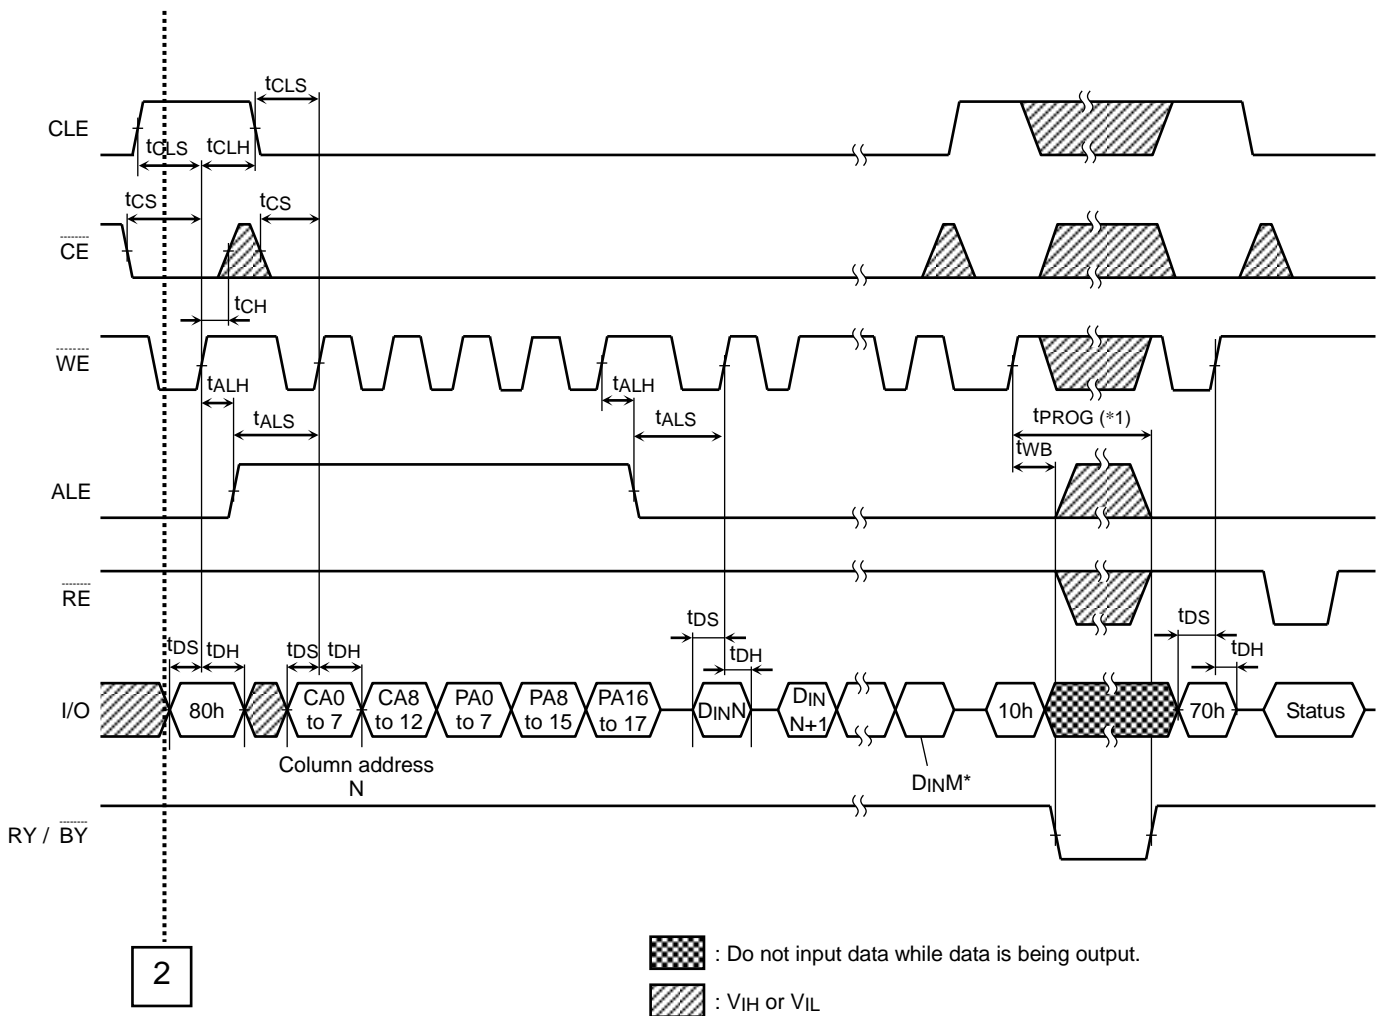 tCLS
CLE
tCLS tCLH
tCS tCS
CE
tCH
WE
tALH tALH
tALS tALS
tPROG (*1)
tWB
ALE
RE
tDS tDH tDS tDH tDS tDH tDS tDH
I/O 80h CA0 to 7 CA8 to 12 PA0 to 7 PA8 to 15 PA16 to 17 DINN DIN N+1 10h 70h Status
Column address
N
DINM*
RY / BY
2
: Do not input data while data is being output.
: VIH or VIL